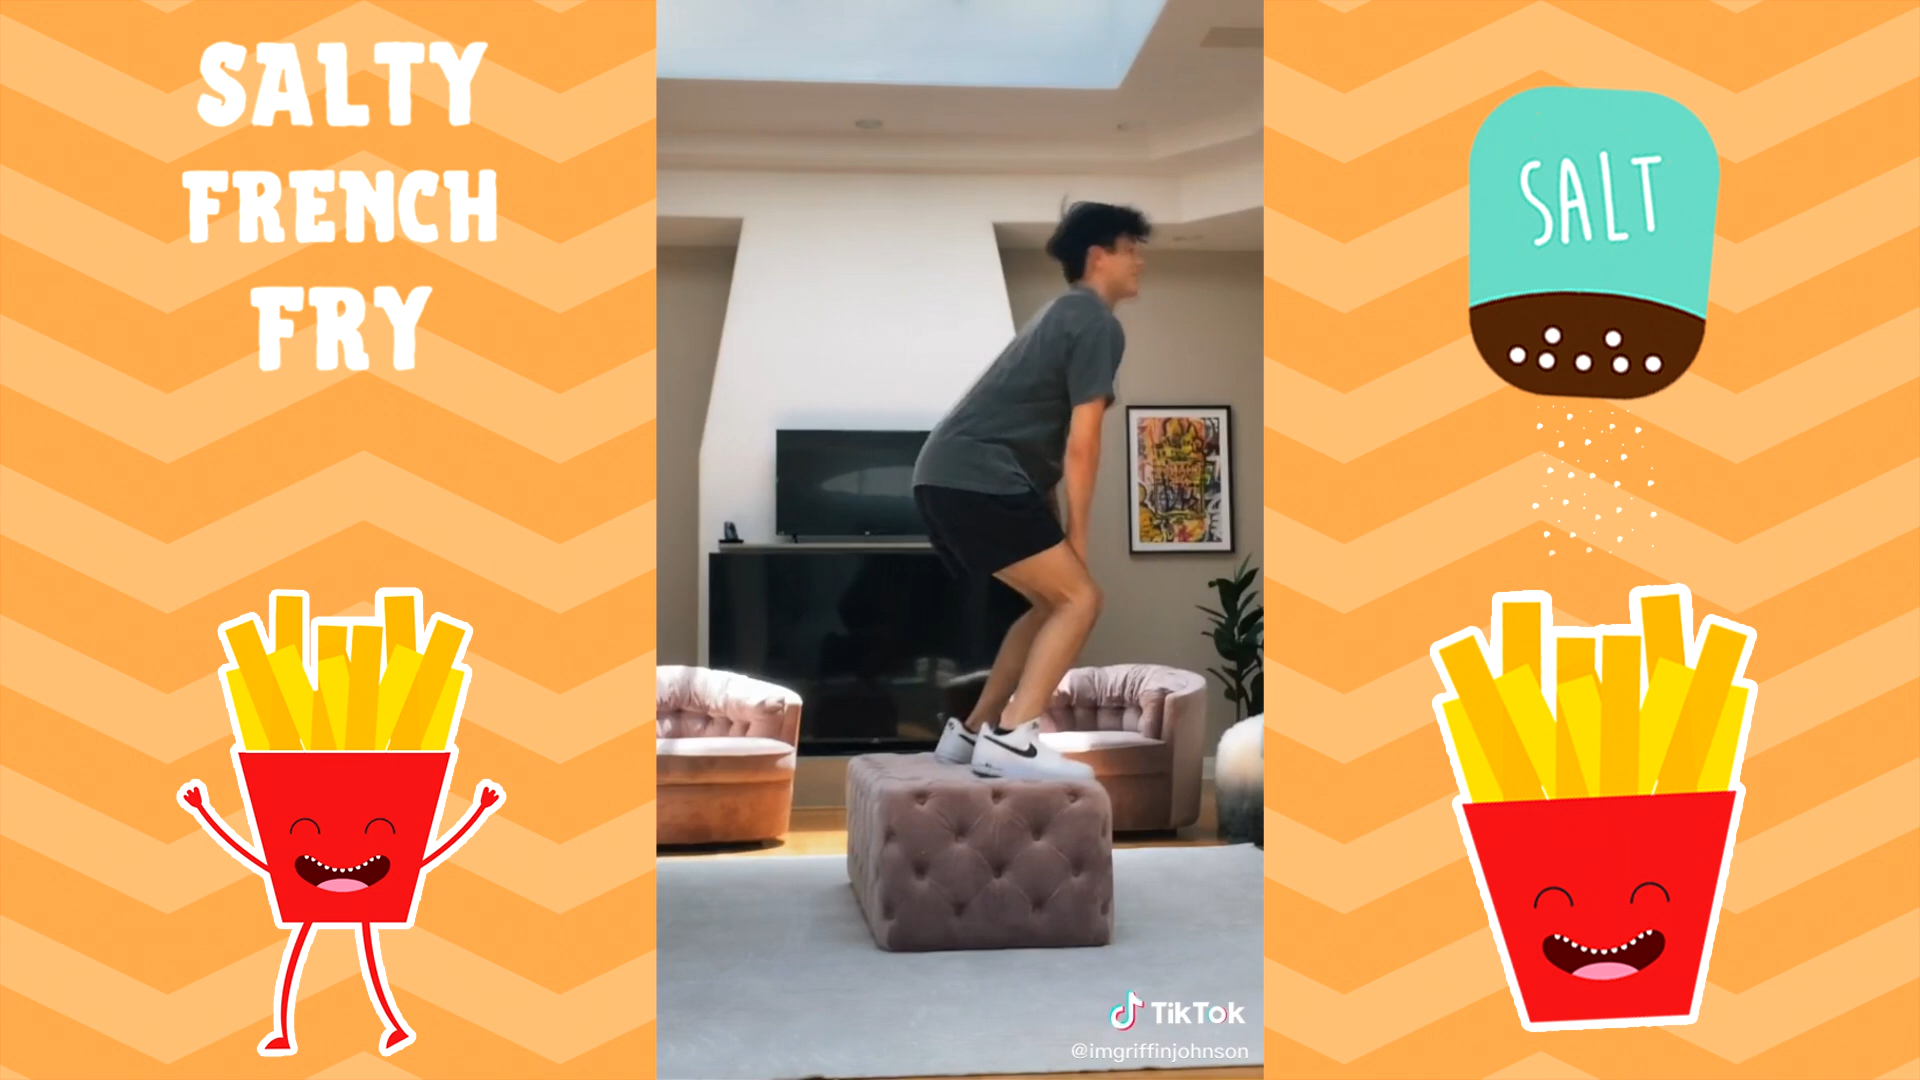 SALTY
FRENCH
FRY
SALT
TikTok
@imgriffinjohnson